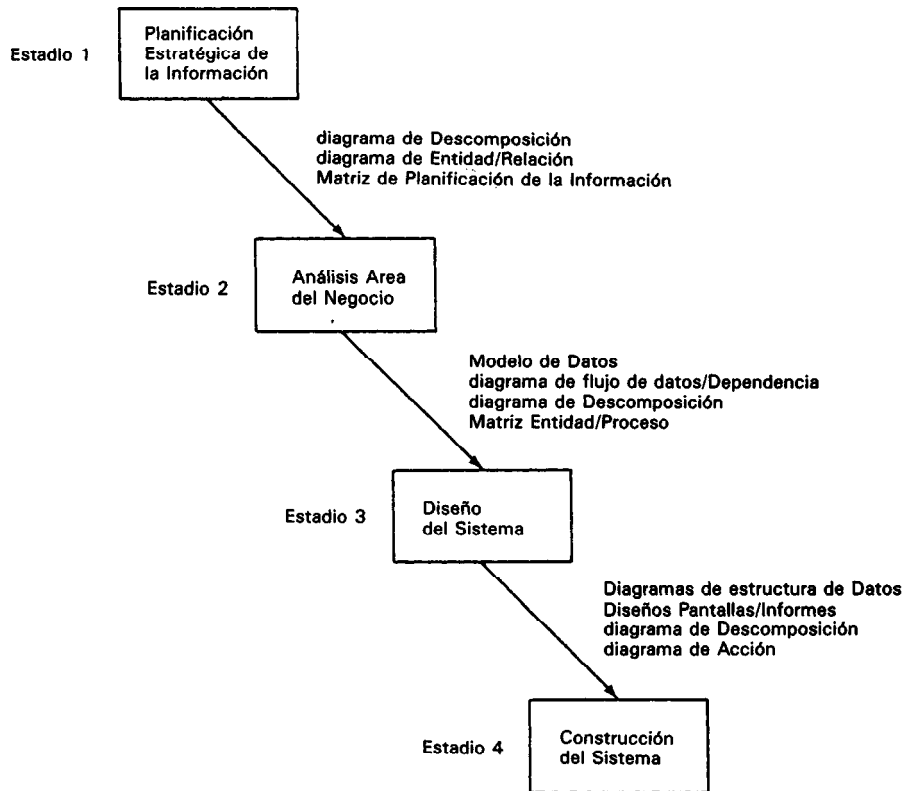 Estadio 1
Planificación
Estratégica de
la Información
diagrama de Descomposición
diagrama de Entidad/Relación
Matriz de Planificación de la Información
Estadio 2
Análisis Area
del Negocio
Modelo de Datos
diagrama de flujo de datos/Dependencia
diagrama de Descomposición
Matriz Entidad/Proceso
Estadio 3
Diseño
del Sistema
Diagramas de estructura de Datos
Diseños Pantallas/Informes
diagrama de Descomposición
diagrama de Acción
Estadio 4
Construcción
del Sistema